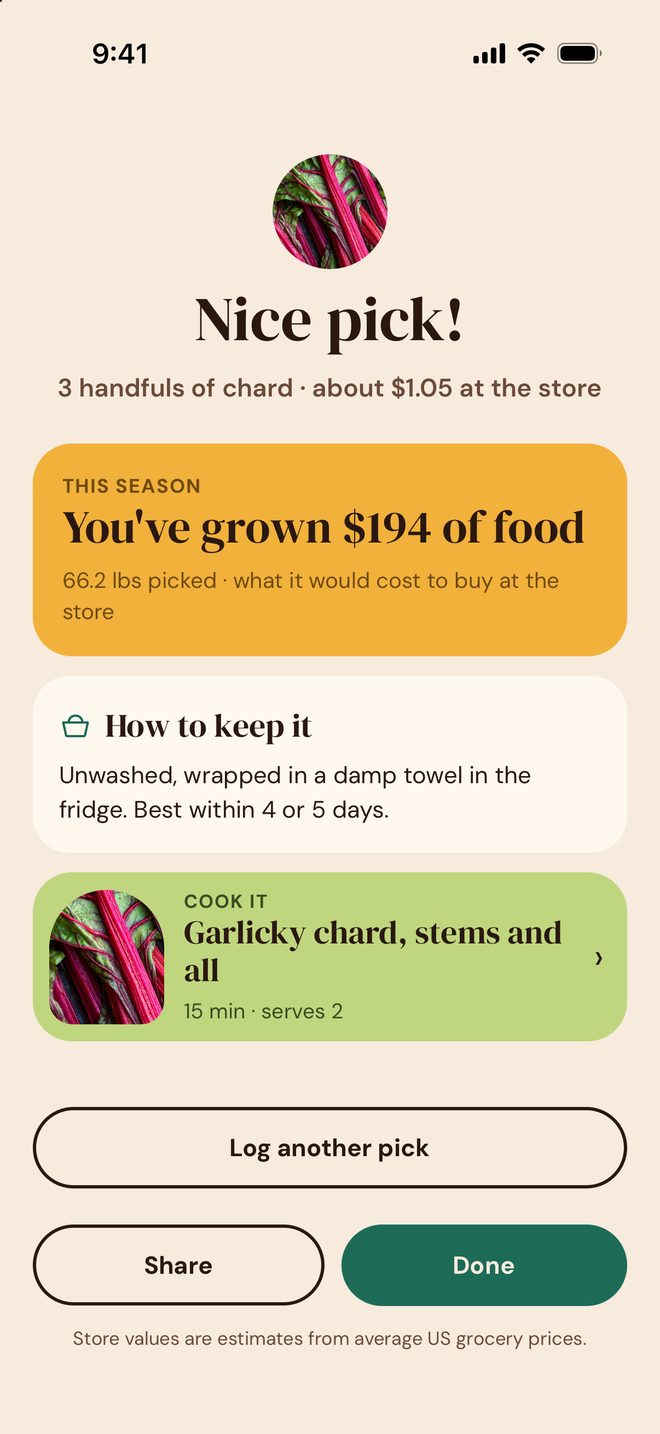 9:41
Nice pick!
3 handfuls of chard · about $1.05 at the store
THIS SEASON
You've grown $194 of food
66.2 lbs picked · what it would cost to buy at the
store
How to keep it
Unwashed, wrapped in a damp towel in the
fridge. Best within 4 or 5 days.
COOK IT
Garlicky chard, stems and
all
15 min · serves 2
›
Log another pick
Share
Done
Store values are estimates from average US grocery prices.